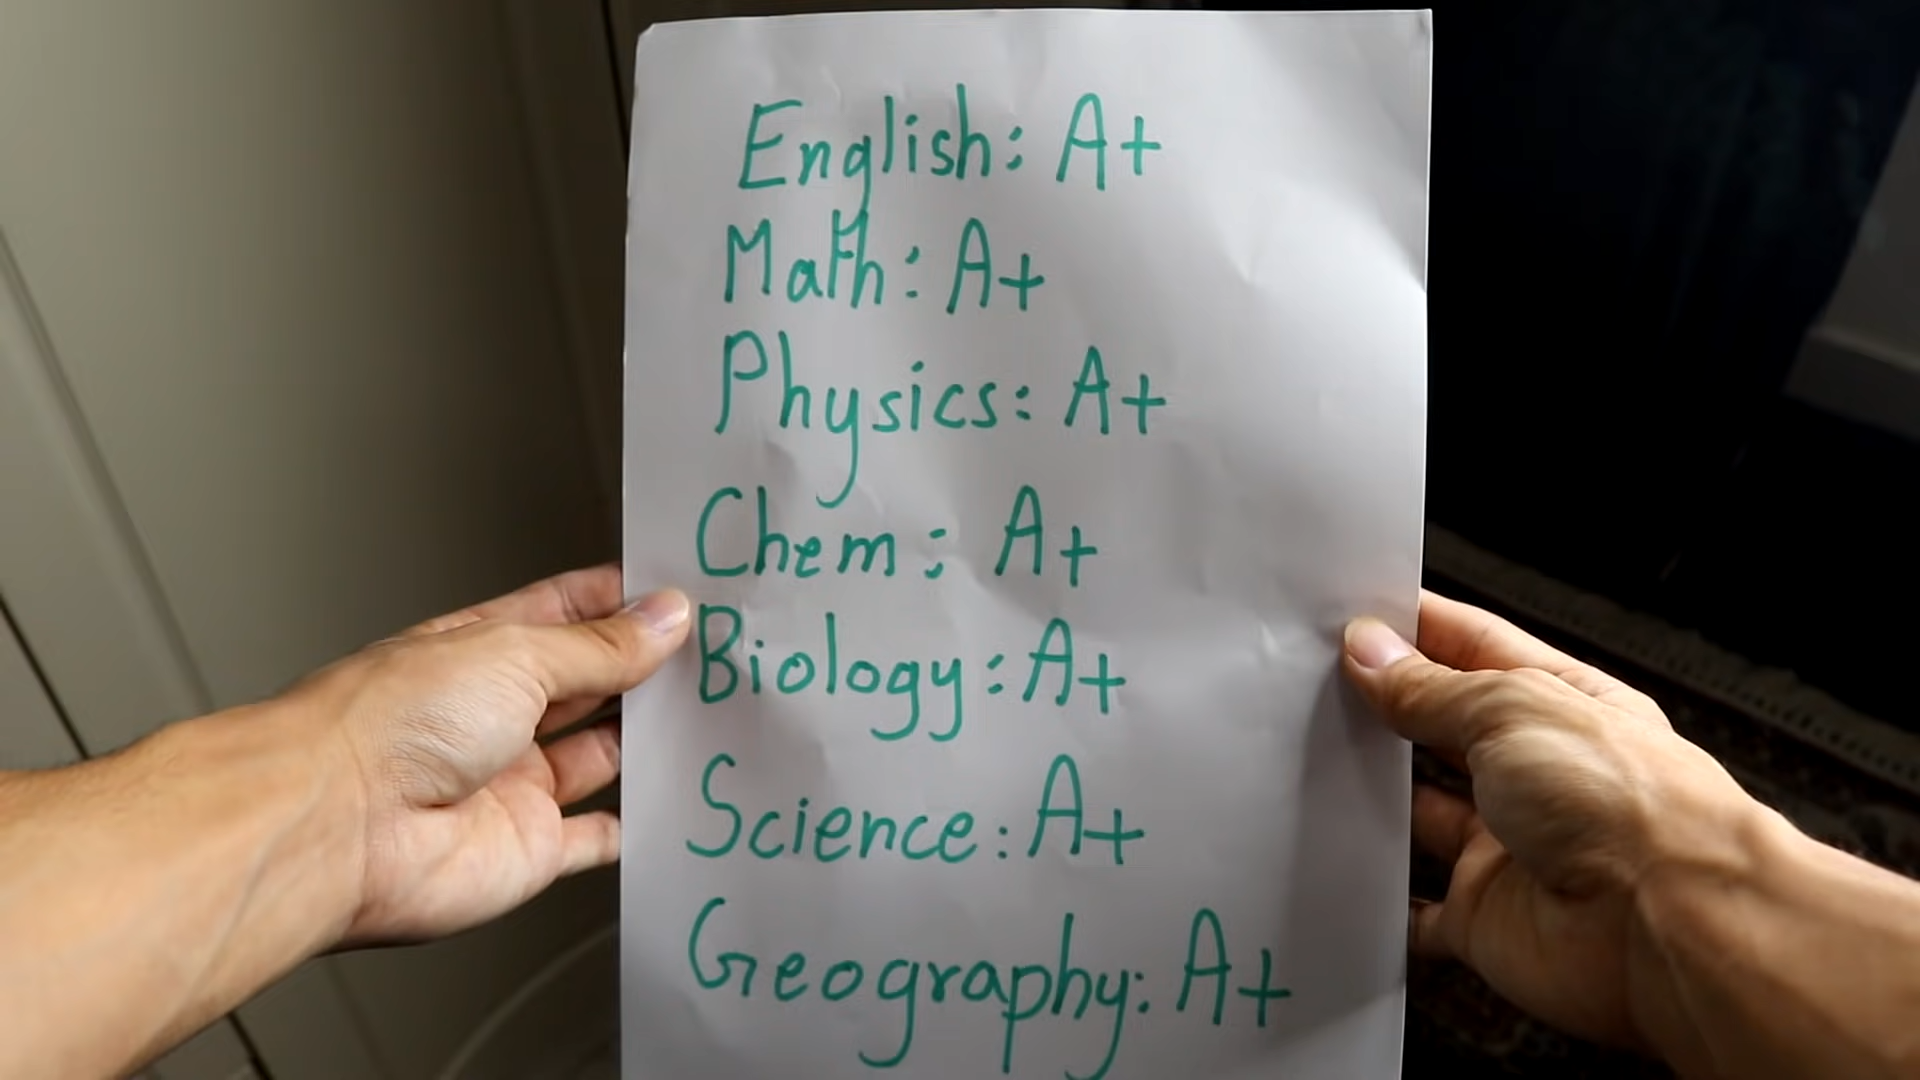 English: A+
Math: A+
Physics: A+
Chem: A+
Biology: A+
Science: A+
Geography: A+